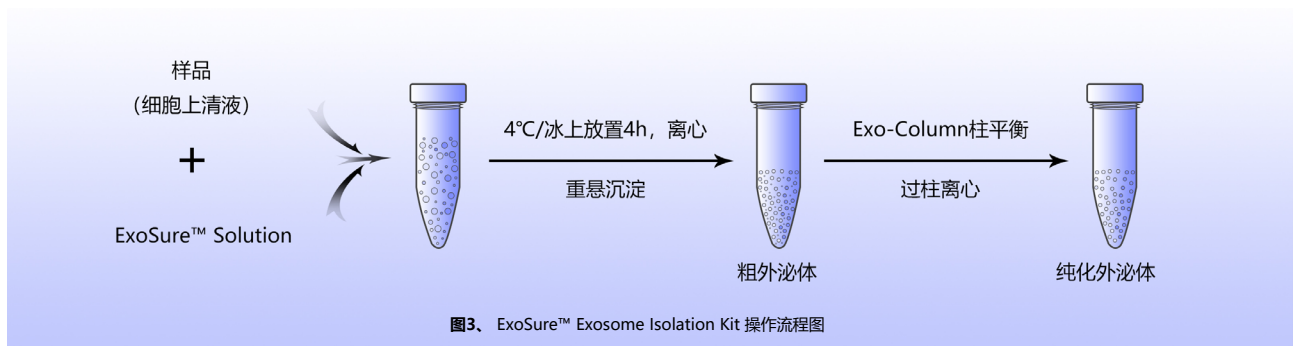 样品
（细胞上清液）
+
ExoSure™ Solution
4℃/冰上放置4h，离心
重悬沉淀
粗外泌体
Exo-Column柱平衡
过柱离心
纯化外泌体
图3、 ExoSure™ Exosome Isolation Kit 操作流程图